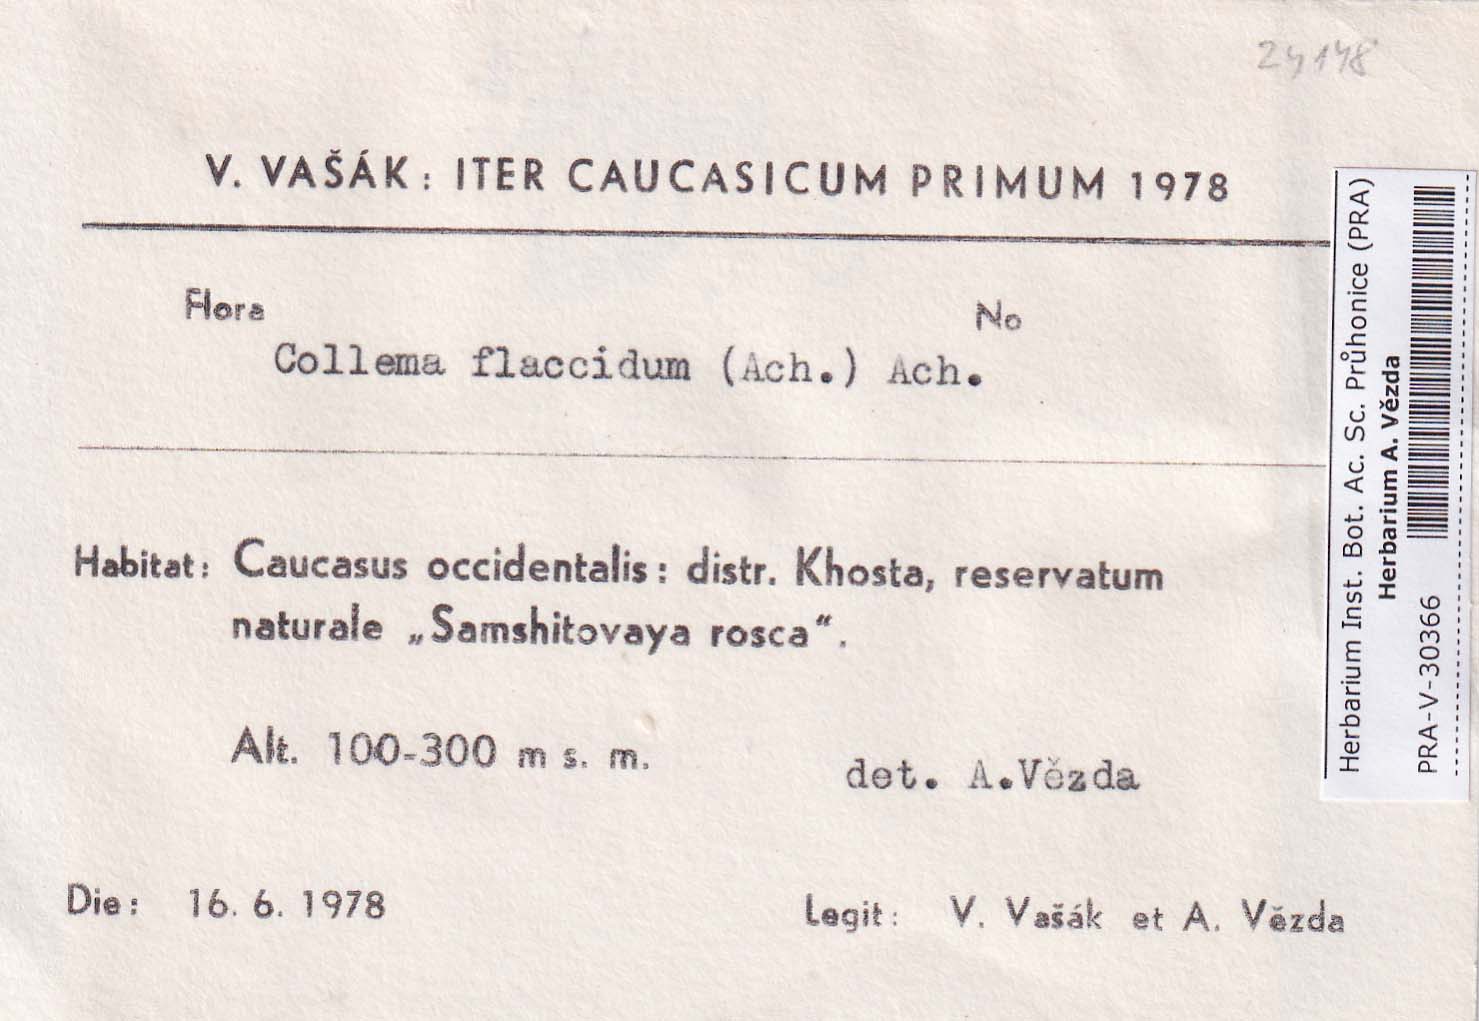 24148
V. VAŠÁK: ITER CAUCASICUM PRIMUM 1978
Flora
No
Collema flaccidum (Ach.) Ach.
Habitat: Caucasus occidentalis: distr. Khosta, reservatum
naturale „Samshitovaya rosca“.
Alt. 100-300 m s. m.
det. A.Vězda
Die: 16. 6. 1978
Legit: V. Vašák et A. Vězda
Herbarium Inst. Bot. Ac. Sc. Průhonice (PRA)
Herbarium A. Vězda
PRA-V-30366